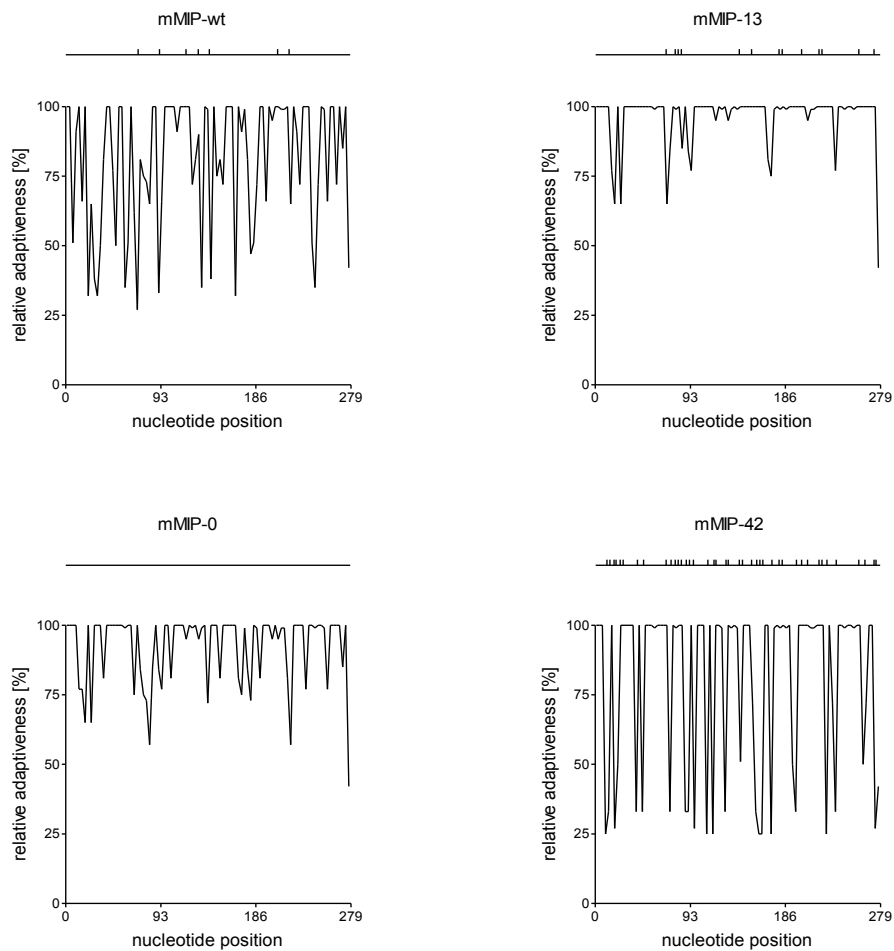 mMIP-wt
relative adaptiveness [%]
100
75
50
25
0
0 93 186 279
nucleotide position
mMIP-13
relative adaptiveness [%]
100
75
50
25
0
0 93 186 279
nucleotide position
mMIP-0
relative adaptiveness [%]
100
75
50
25
0
0 93 186 279
nucleotide position
mMIP-42
relative adaptiveness [%]
100
75
50
25
0
0 93 186 279
nucleotide position